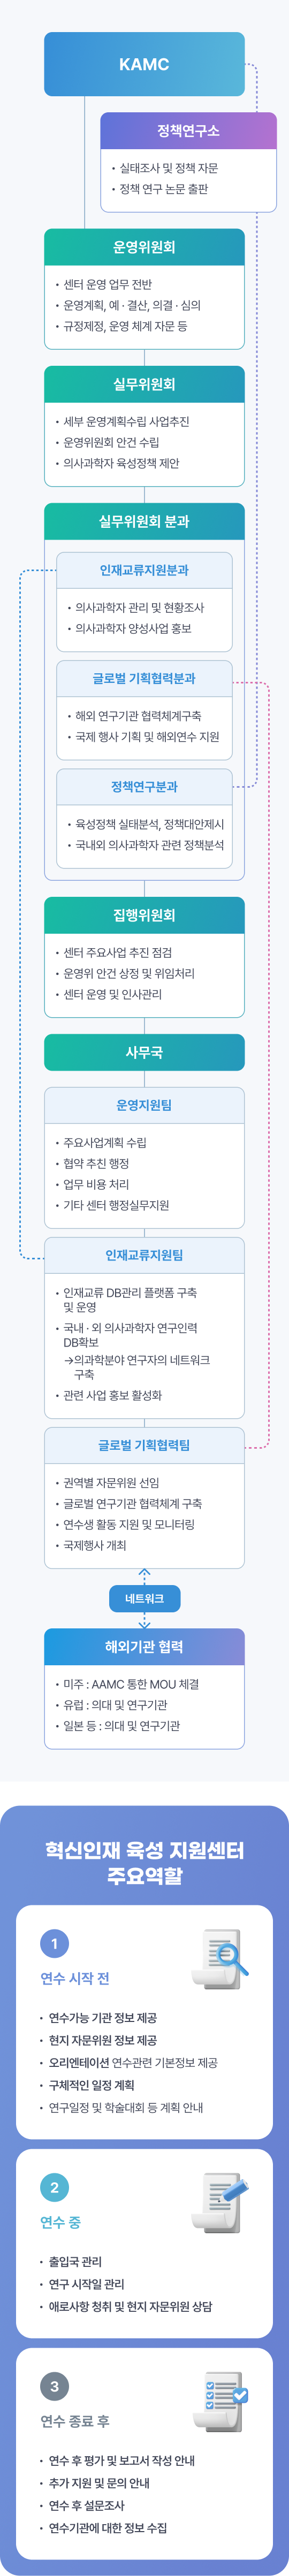 KAMC
정책연구소
• 실태조사 및 정책 자문
• 정책 연구 논문 출판
운영위원회
• 센터 운영 업무 전반
• 운영계획, 예 · 결산, 의결 · 심의
• 규정제정, 운영 체계 자문 등
실무위원회
• 세부 운영계획수립 사업추진
• 운영위원회 안건 수립
• 의사과학자 육성정책 제안
실무위원회 분과
인재교류지원분과
• 의사과학자 관리 및 현황조사
• 의사과학자 양성사업 홍보
글로벌 기획협력분과
• 해외 연구기관 협력체계구축
• 국제 행사 기획 및 해외연수 지원
정책연구분과
• 육성정책 실태분석, 정책대안제시
• 국내외 의사과학자 관련 정책분석
집행위원회
• 센터 주요사업 추진 점검
• 운영위 안건 상정 및 위임처리
• 센터 운영 및 인사관리
사무국
운영지원팀
• 주요사업계획 수립
• 협약 추친 행정
• 업무 비용 처리
• 기타 센터 행정실무지원
인재교류지원팀
• 인재교류 DB관리 플랫폼 구축
및 운영
• 국내 · 외 의사과학자 연구인력
DB확보
→의과학분야 연구자의 네트워크
구축
• 관련 사업 홍보 활성화
글로벌 기획협력팀
• 권역별 자문위원 선임
• 글로벌 연구기관 협력체계 구축
• 연수생 활동 지원 및 모니터링
• 국제행사 개최
네트워크
해외기관 협력
• 미주 : AAMC 통한 MOU 체결
• 유럽 : 의대 및 연구기관
• 일본 등 : 의대 및 연구기관
혁신인재 육성 지원센터
주요역할
1
연수 시작 전
• 연수가능 기관 정보 제공
• 현지 자문위원 정보 제공
• 오리엔테이션 연수관련 기본정보 제공
• 구체적인 일정 계획
• 연구일정 및 학술대회 등 계획 안내
2
연수 중
• 출입국 관리
• 연구 시작일 관리
• 애로사항 청취 및 현지 자문위원 상담
3
연수 종료 후
• 연수 후 평가 및 보고서 작성 안내
• 추가 지원 및 문의 안내
• 연수 후 설문조사
• 연수기관에 대한 정보 수집